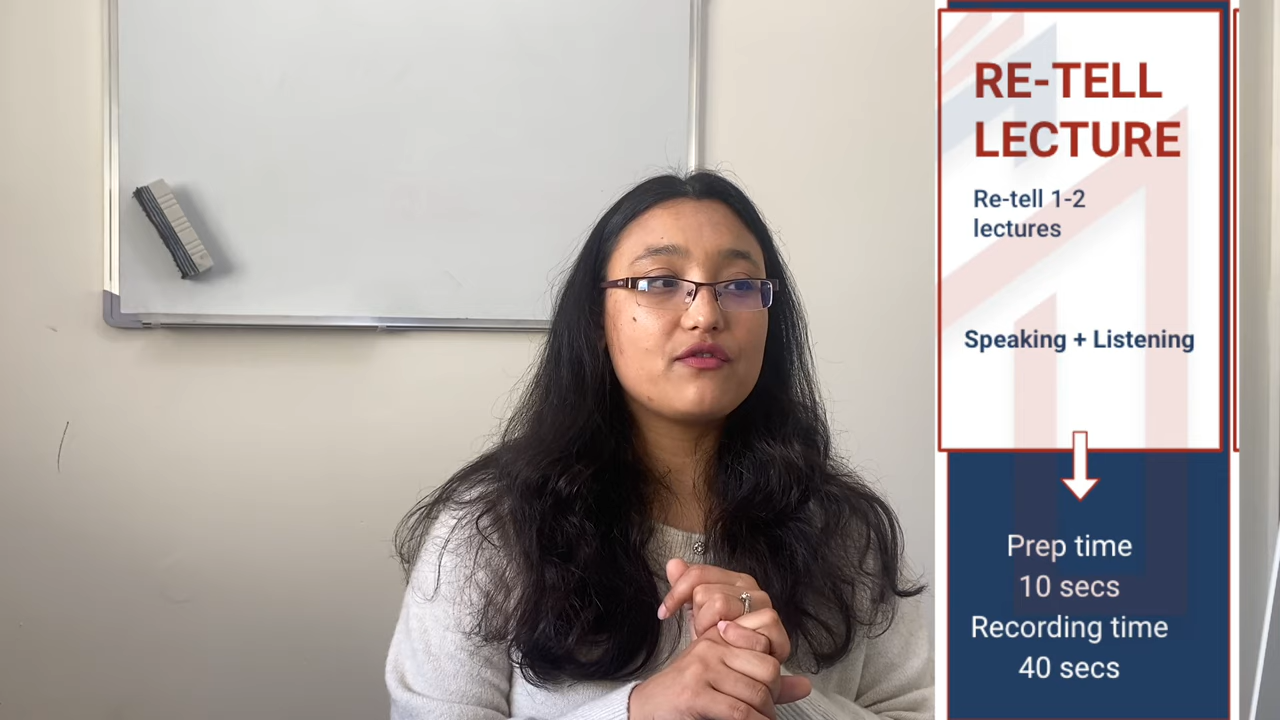 RE-TELL
LECTURE
Re-tell 1-2
lectures
Speaking + Listening
Prep time
10 secs
Recording time
40 secs